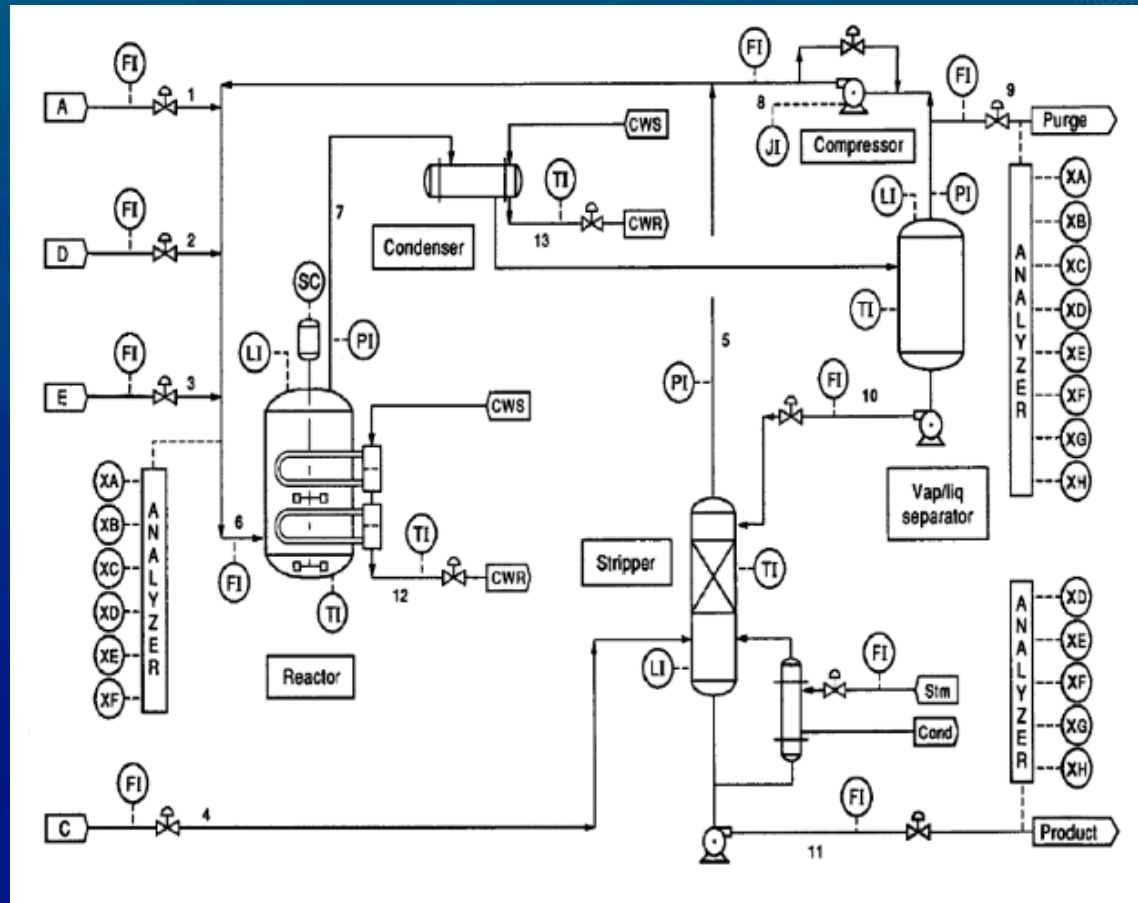 FI
FI
FI
A
1
8
9
Purge
JI
Compressor
CWS
XA
FI
LI
PI
TI
XB
7
D
2
CWR
13
Condenser
XC
SC
TI
XD
5
LI
PI
FI
PI
XE
E
3
CWS
FI
10
XF
XG
XA
XH
ANALYZER
ANALYZER
XB
6
Vap/liq
separator
XC
FI
TI
Stripper
TI
XD
CWR
12
TI
XD
XE
XE
XF
Reactor
LI
FI
XF
Stm
FI
Cond
XG
ANALYZER
XH
C
4
FI
Product
11